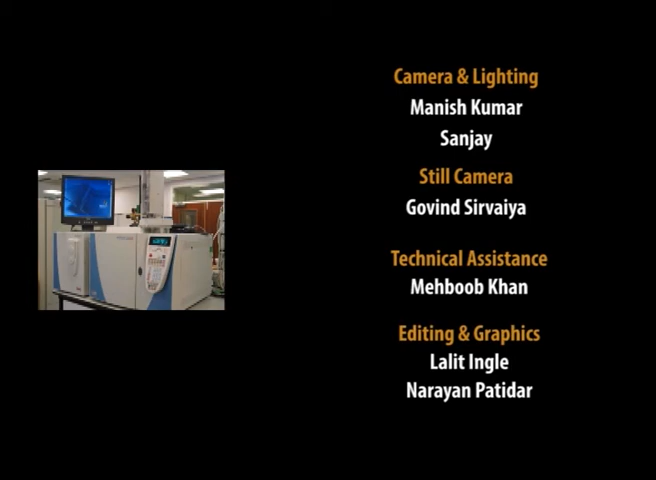 Camera & Lighting
Manish Kumar
Sanjay
Still Camera
Govind Sirvaiya
Technical Assistance
Mehboob Khan
Editing & Graphics
Lalit Ingle
Narayan Patidar